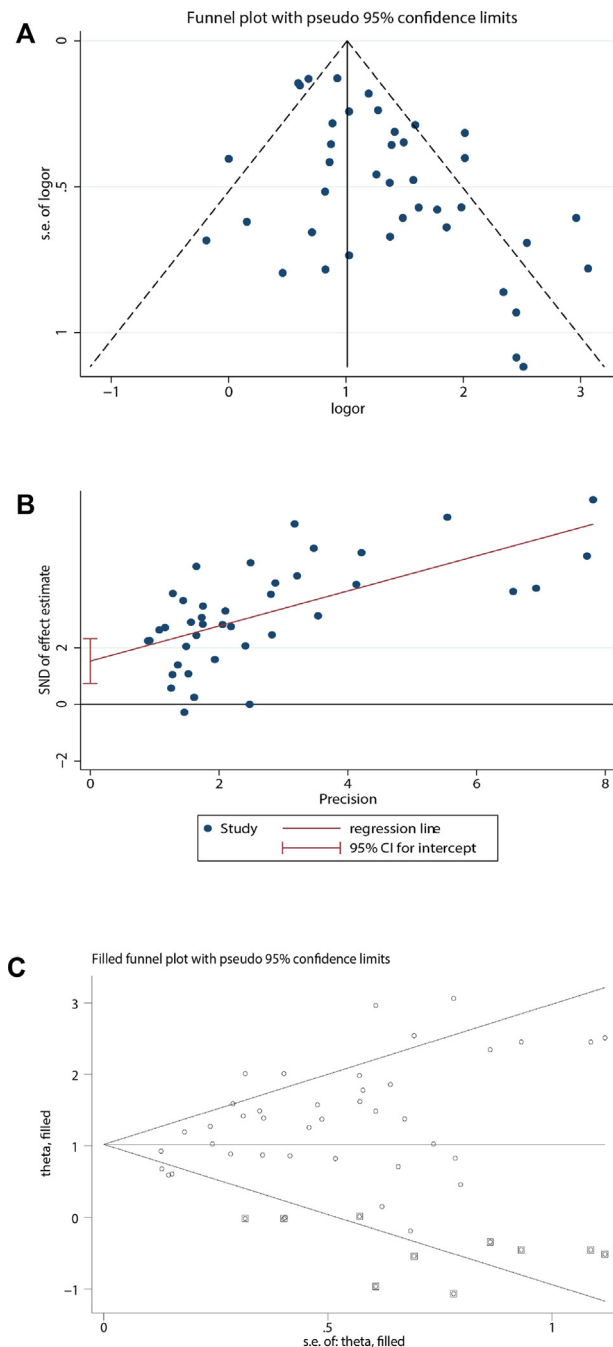 A
Funnel plot with pseudo 95% confidence limits
0
.5
1
s.e. of logor
−1
0
1
2
3
logor
B
2
0
−2
SND of effect estimate
0
2
4
6
8
Precision
Study
regression line
95% CI for intercept
C
Filled funnel plot with pseudo 95% confidence limits
3
2
1
0
−1
theta, filled
0
.5
1
s.e. of: theta, filled